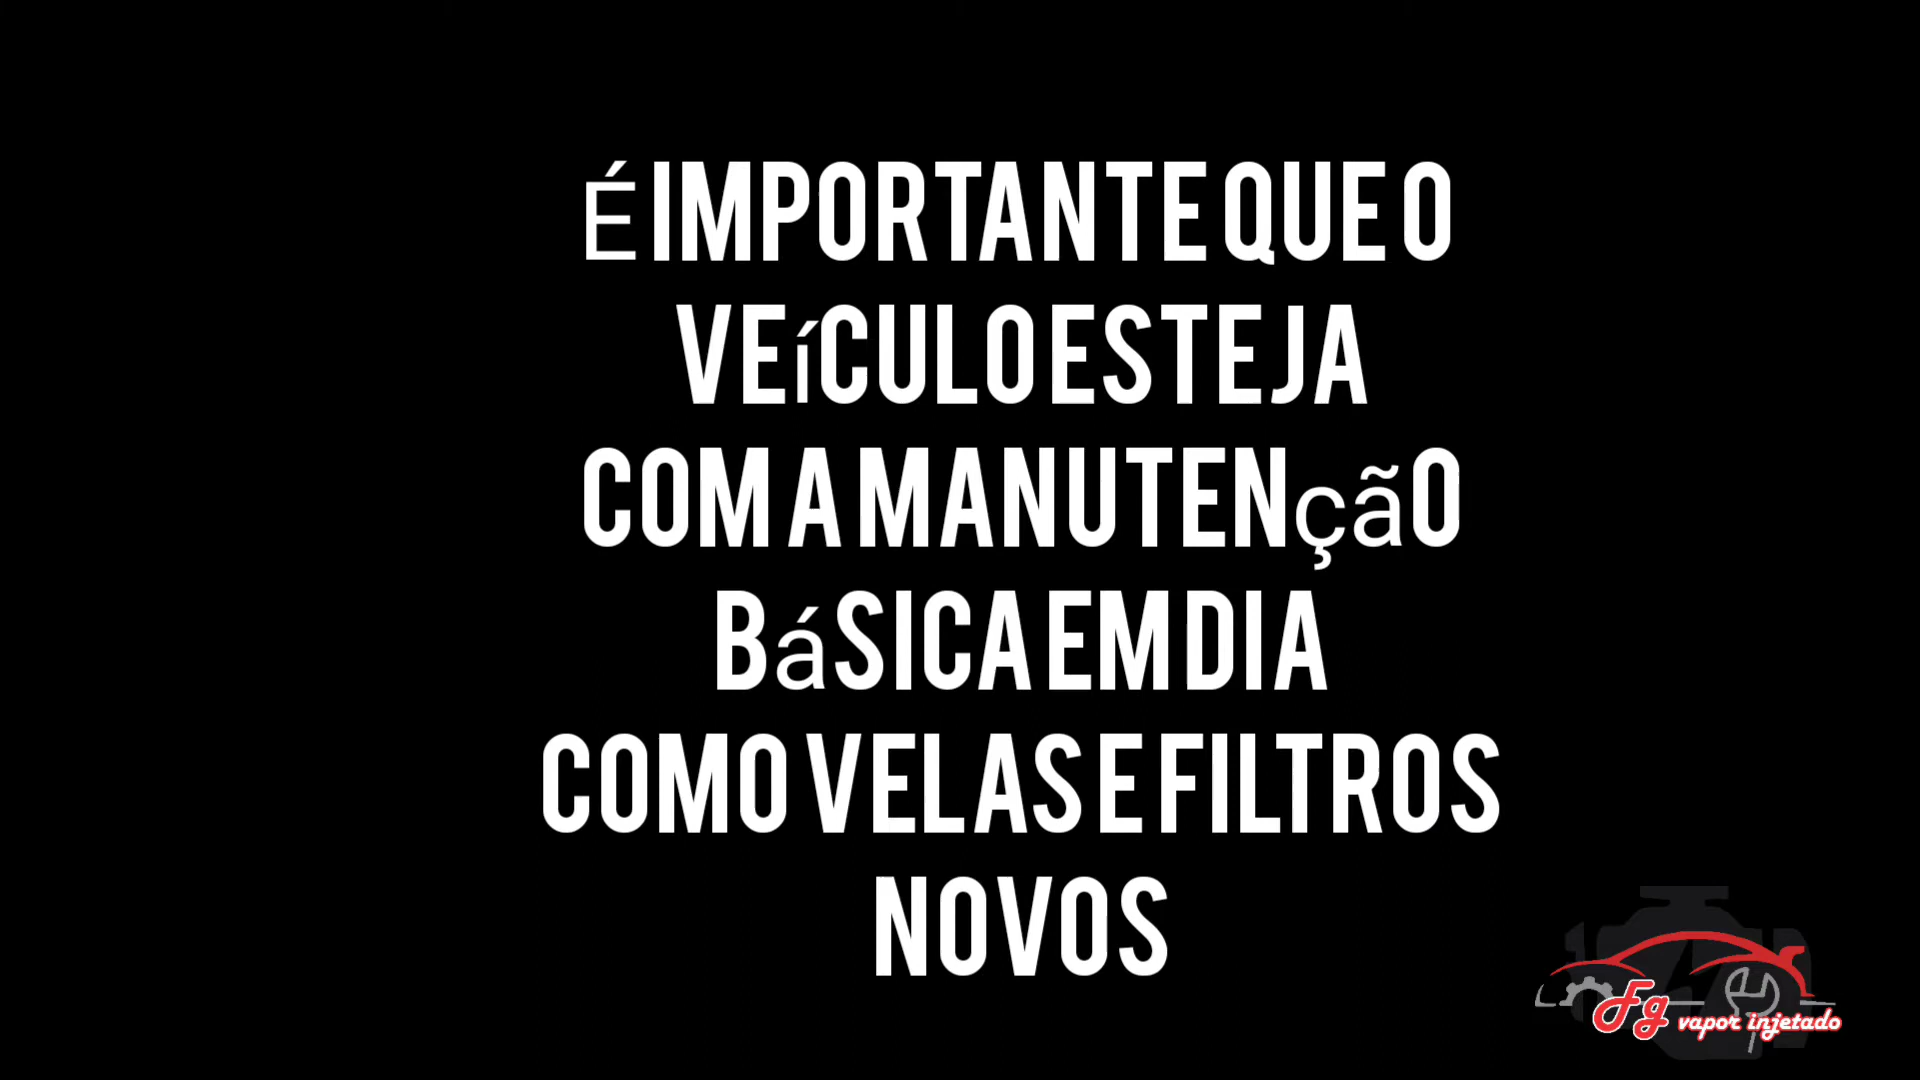 É IMPORTANTE QUE O
VEíCULO ESTEJA
COM A MANUTENçãO
BáSICA EM DIA
COMO VELAS E FILTROS
NOVOS
Fg vapor injetado